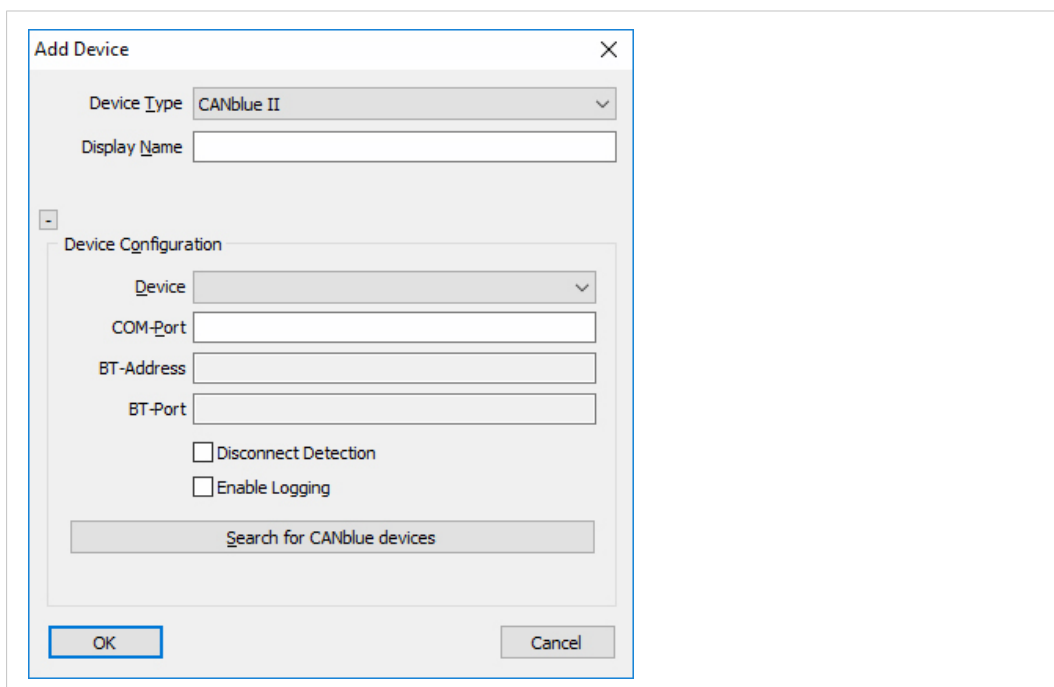 Add Device
Device Type CANblue II
Display Name
-
Device Configuration
Device
COM-Port
BT-Address
BT-Port
Disconnect Detection
Enable Logging
Search for CANblue devices
OK Cancel